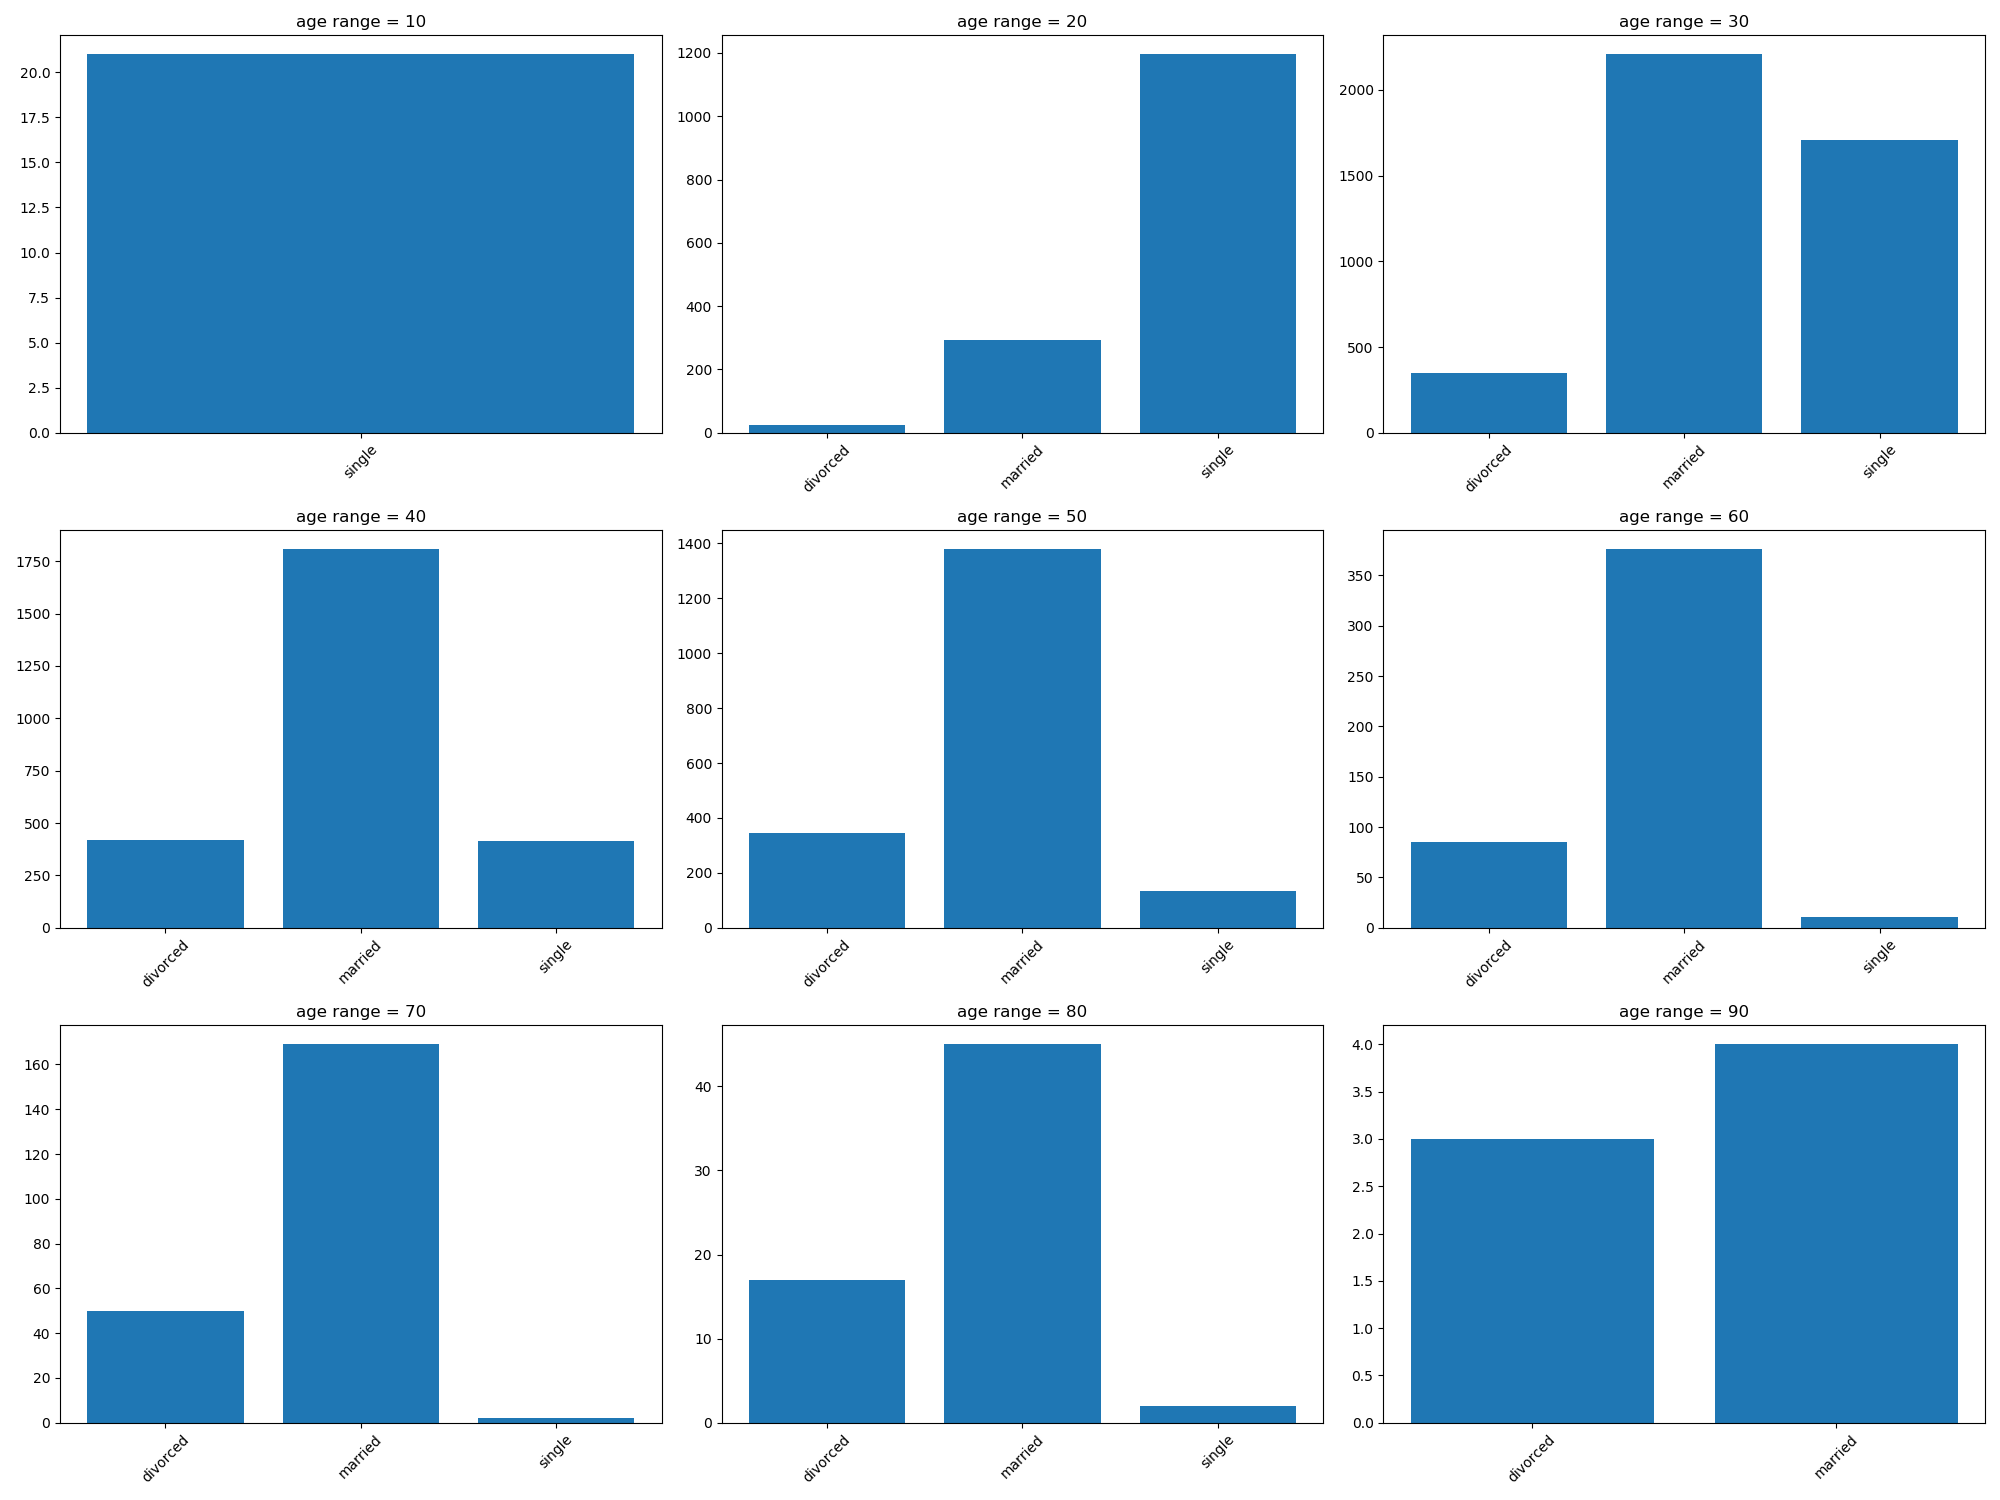 age range = 10
20.0
17.5
15.0
12.5
10.0
7.5
5.0
2.5
0.0
single
age range = 20
1200
1000
800
600
400
200
0
divorced
married
single
age range = 30
2000
1500
1000
500
0
divorced
married
single
age range = 40
1750
1500
1250
1000
750
500
250
0
divorced
married
single
age range = 50
1400
1200
1000
800
600
400
200
0
divorced
married
single
age range = 60
350
300
250
200
150
100
50
0
divorced
married
single
age range = 70
160
140
120
100
80
60
40
20
0
divorced
married
single
age range = 80
40
30
20
10
0
divorced
married
single
age range = 90
4.0
3.5
3.0
2.5
2.0
1.5
1.0
0.5
0.0
divorced
married